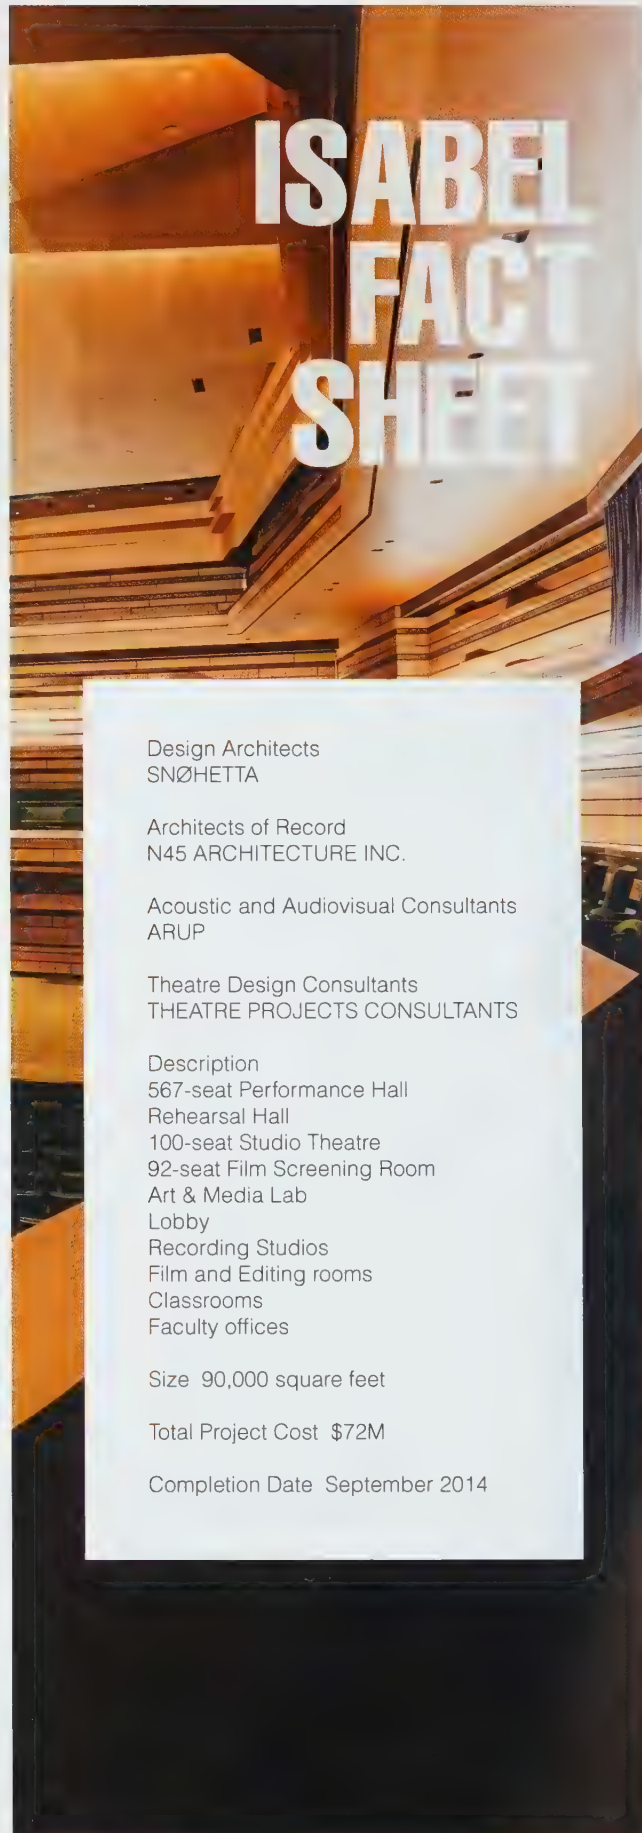 ISABEL
FACT
SHEET
Design Architects
SNØHETTA
Architects of Record
N45 ARCHITECTURE INC.
Acoustic and Audiovisual Consultants
ARUP
Theatre Design Consultants
THEATRE PROJECTS CONSULTANTS
Description
567-seat Performance Hall
Rehearsal Hall
100-seat Studio Theatre
92-seat Film Screening Room
Art & Media Lab
Lobby
Recording Studios
Film and Editing rooms
Classrooms
Faculty offices
Size 90,000 square feet
Total Project Cost $72M
Completion Date September 2014